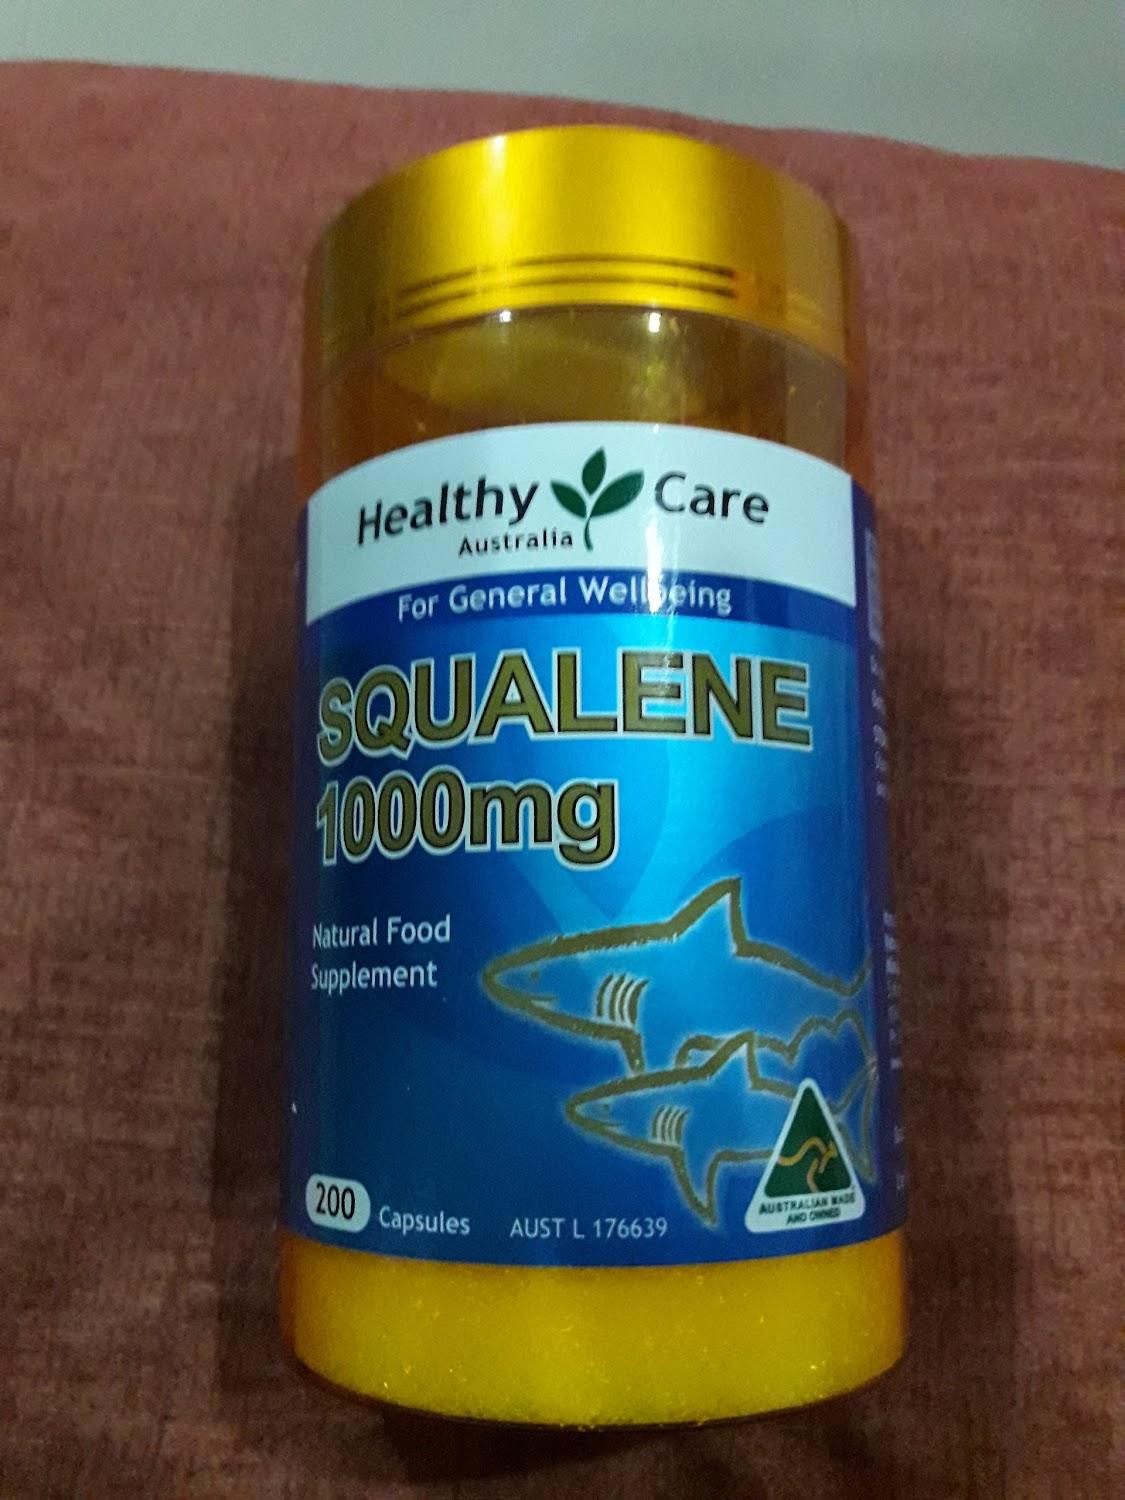 Healthy Care
Australia
For General Wellbeing
SQUALENE
1000mg
Natural Food
Supplement
200 Capsules AUST L 176639
AUSTRALIAN MADE
AND OWNED